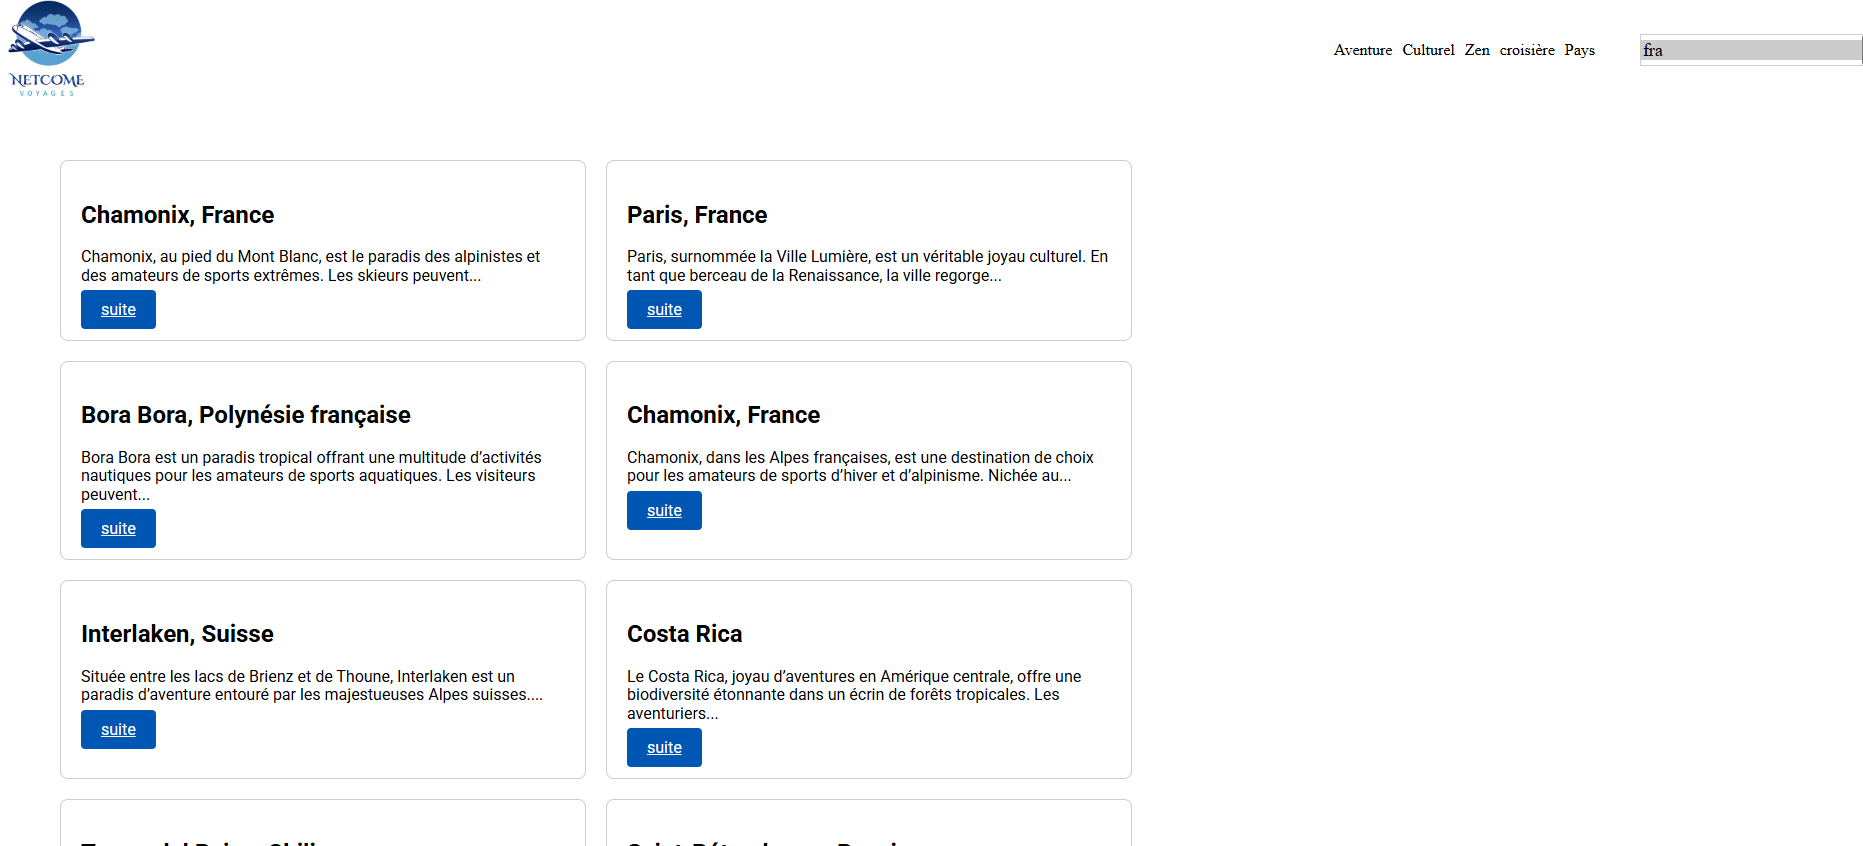 NETCOME
VOYAGES
Aventure Culturel Zen croisière Pays
fra
Chamonix, France
Chamonix, au pied du Mont Blanc, est le paradis des alpinistes et
des amateurs de sports extrêmes. Les skieurs peuvent...
suite
Paris, France
Paris, surnommée la Ville Lumière, est un véritable joyau culturel. En
tant que berceau de la Renaissance, la ville regorge...
suite
Bora Bora, Polynésie française
Bora Bora est un paradis tropical offrant une multitude d’activités
nautiques pour les amateurs de sports aquatiques. Les visiteurs
peuvent...
suite
Chamonix, France
Chamonix, dans les Alpes françaises, est une destination de choix
pour les amateurs de sports d’hiver et d’alpinisme. Nichée au...
suite
Interlaken, Suisse
Située entre les lacs de Brienz et de Thoune, Interlaken est un
paradis d’aventure entouré par les majestueuses Alpes suisses....
suite
Costa Rica
Le Costa Rica, joyau d’aventures en Amérique centrale, offre une
biodiversité étonnante dans un écrin de forêts tropicales. Les
aventuriers...
suite